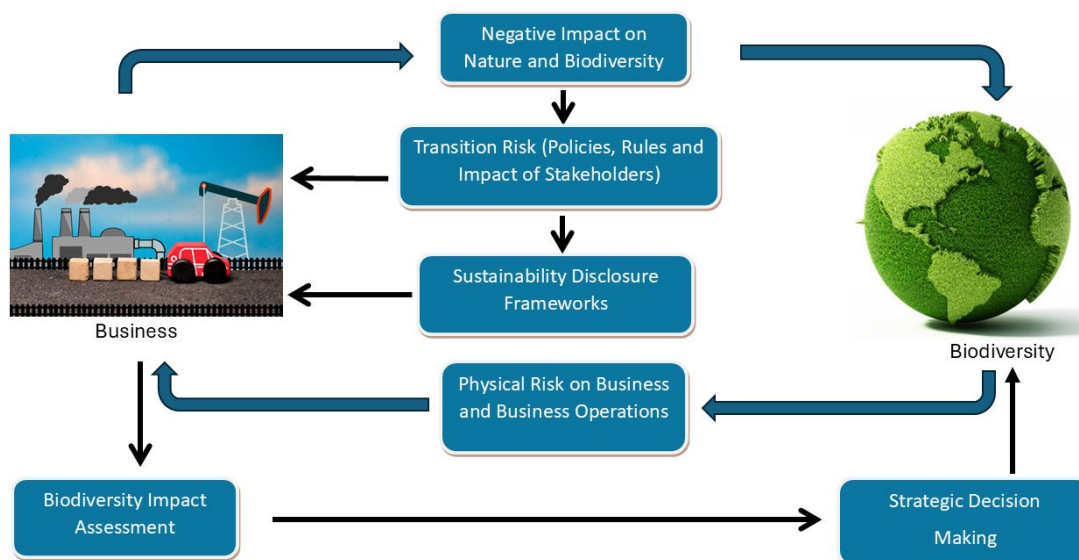 Negative Impact on
Nature and Biodiversity
Transition Risk (Policies, Rules and
Impact of Stakeholders)
Sustainability Disclosure
Frameworks
Business
Biodiversity
Physical Risk on Business
and Business Operations
Biodiversity Impact
Assessment
Strategic Decision
Making